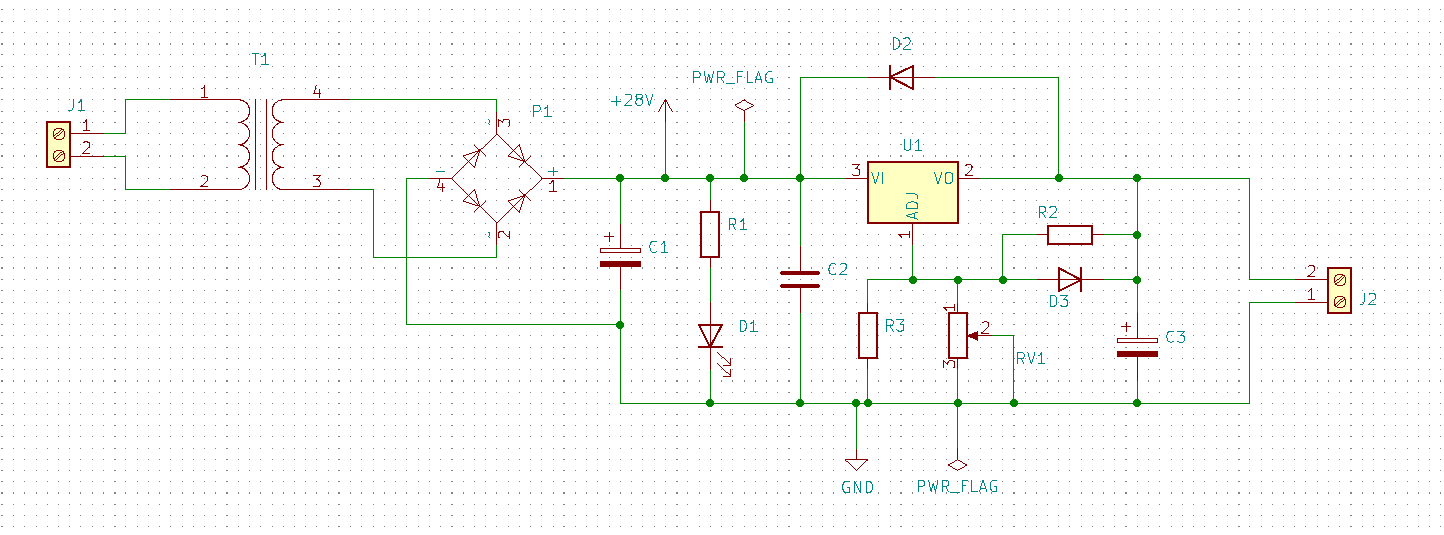 D2
T1
PWR_FLAG
+28V
J1
1
2
1
2
4
3
P1
~
3
-
4
+
1
~
2
U1
3
VI
VO
2
ADJ
1
R2
R1
+
C1
C2
D3
2
1
J2
D1
R3
1
2
3
RV1
+
C3
GND
PWR_FLAG